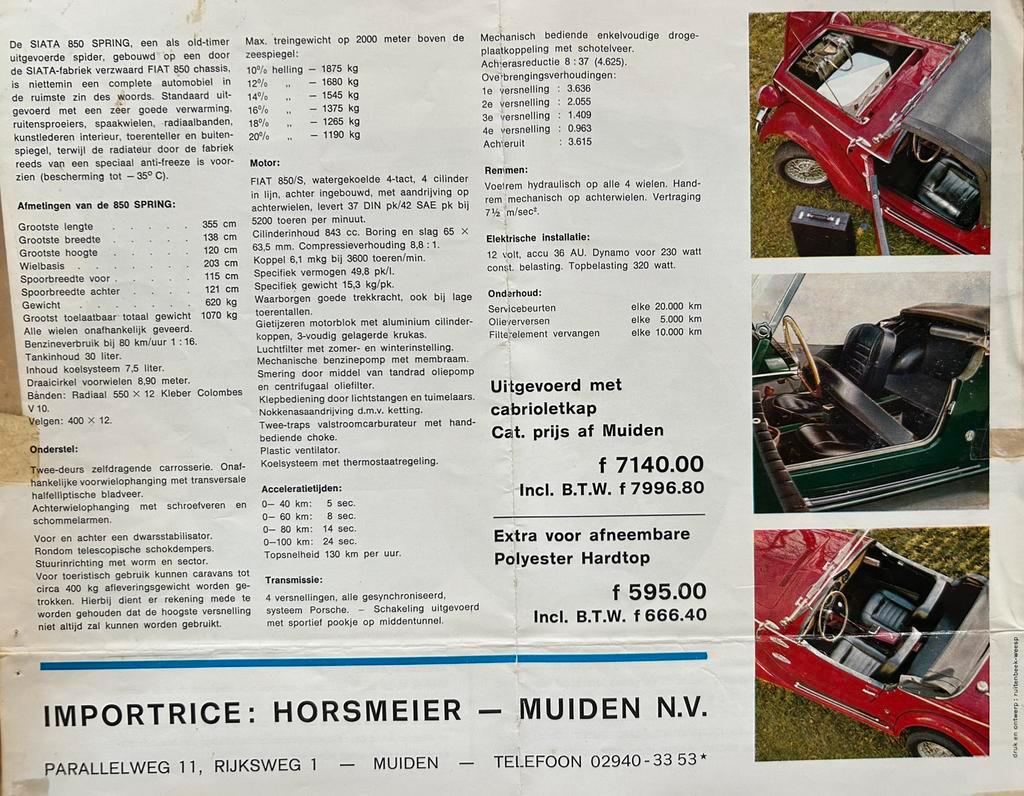 De SIATA 850 SPRING, een als old-timer
uitgevoerde spider, gebouwd op een door
de SIATA-fabriek verzwaard FIAT 850 chassis,
is niettemin een complete automobiel in
de ruimste zin des woords. Standaard uit-
gevoerd met een zeer goede verwarming,
ruitensproeiers, spaakwielen, radiaalbanden,
kunstlederen interieur, toerenteller en buiten-
spiegel, terwijl de radiateur door de fabriek
reeds van een speciaal anti-freeze is voor-
zien (bescherming tot — 35° C).
Afmetingen van de 850 SPRING:
Grootste lengte . . . . . 355 cm
Grootste breedte . . . . . 138 cm
Grootste hoogte . . . . . 120 cm
Wielbasis . . . . . . 203 cm
Spoorbreedte voor . . . . . 115 cm
Spoorbreedte achter . . . . 121 cm
Gewicht . . . . . . 620 kg
Grootst toelaatbaar totaal gewicht 1070 kg
Alle wielen onafhankelijk geveerd.
Benzineverbruik bij 80 km/uur 1 : 16.
Tankinhoud 30 liter.
Inhoud koelsysteem 7,5 liter.
Draaicirkel voorwielen 8,90 meter.
Banden: Radiaal 550 × 12 Kleber Colombes
V 10.
Velgen: 400 × 12.
Onderstel:
Twee-deurs zelfdragende carrosserie. Onaf-
hankelijke voorwielophanging met transversale
halfelliptische bladveer.
Achterwielophanging met schroefveren en
schommelarmen.
Voor en achter een dwarsstabilisator.
Rondom telescopische schokdempers.
Stuurinrichting met worm en sector.
Voor toeristisch gebruik kunnen caravans tot
circa 400 kg afleveringsgewicht worden ge-
trokken. Hierbij dient er rekening mede te
worden gehouden dat de hoogste versnelling
niet altijd zal kunnen worden gebruikt.
Max. treingewicht op 2000 meter boven de
zeespiegel:
10% helling — 1875 kg
12% „ — 1680 kg
14% „ — 1545 kg
16% „ — 1375 kg
18% „ — 1265 kg
20% „ — 1190 kg
Motor:
FIAT 850/S, watergekoelde 4-tact, 4 cilinder
in lijn, achter ingebouwd, met aandrijving op
achterwielen, levert 37 DIN pk/42 SAE pk bij
5200 toeren per minuut.
Cilinderinhoud 843 cc. Boring en slag 65 ×
63,5 mm. Compressieverhouding 8,8 : 1.
Koppel 6,1 mkg bij 3600 toeren/min.
Specifiek vermogen 49,8 pk/l.
Specifiek gewicht 15,3 kg/pk.
Waarborgen goede trekkracht, ook bij lage
toerentallen.
Gietijzeren motorblok met aluminium cilinder-
koppen, 3-voudig gelagerde krukas.
Luchtfilter met zomer- en winterinstelling.
Mechanische benzinepomp met membraam.
Smering door middel van tandrad oliepomp
en centrifugaal oliefilter.
Klepbediening door lichtstangen en tuimelaars.
Nokkenasaandrijving d.m.v. ketting.
Twee-traps valstroomcarburateur met hand-
bediende choke.
Plastic ventilator.
Koelsysteem met thermostaatregeling.
Acceleratietijden:
0— 40 km: 5 sec.
0— 60 km: 8 sec.
0— 80 km: 14 sec.
0—100 km: 24 sec.
Topsnelheid 130 km per uur.
Transmissie:
4 versnellingen, alle gesynchroniseerd,
systeem Porsche. — Schakeling uitgevoerd
met sportief pookje op middentunnel.
Mechanisch bediende enkelvoudige droge-
plaatkoppeling met schotelveer.
Achterasreductie 8 : 37 (4.625).
Overbrengingsverhoudingen:
1e versnelling : 3.636
2e versnelling : 2.055
3e versnelling : 1.409
4e versnelling : 0.963
Achteruit : 3.615
Remmen:
Voetrem hydraulisch op alle 4 wielen. Hand-
rem mechanisch op achterwielen. Vertraging
7½ m/sec².
Elektrische installatie:
12 volt, accu 36 AU. Dynamo voor 230 watt
const. belasting. Topbelasting 320 watt.
Onderhoud:
Servicebeurten elke 20.000 km
Olieverversen elke 5.000 km
Filterelement vervangen elke 10.000 km
Uitgevoerd met
cabrioletkap
Cat. prijs af Muiden
f 7140.00
Incl. B.T.W. f 7996.80
Extra voor afneembare
Polyester Hardtop
f 595.00
Incl. B.T.W. f 666.40
IMPORTRICE: HORSMEIER — MUIDEN N.V.
PARALLELWEG 11, RIJKSWEG 1 — MUIDEN — TELEFOON 02940-33 53*
druk en ontwerp: ruitenbeek-weesp